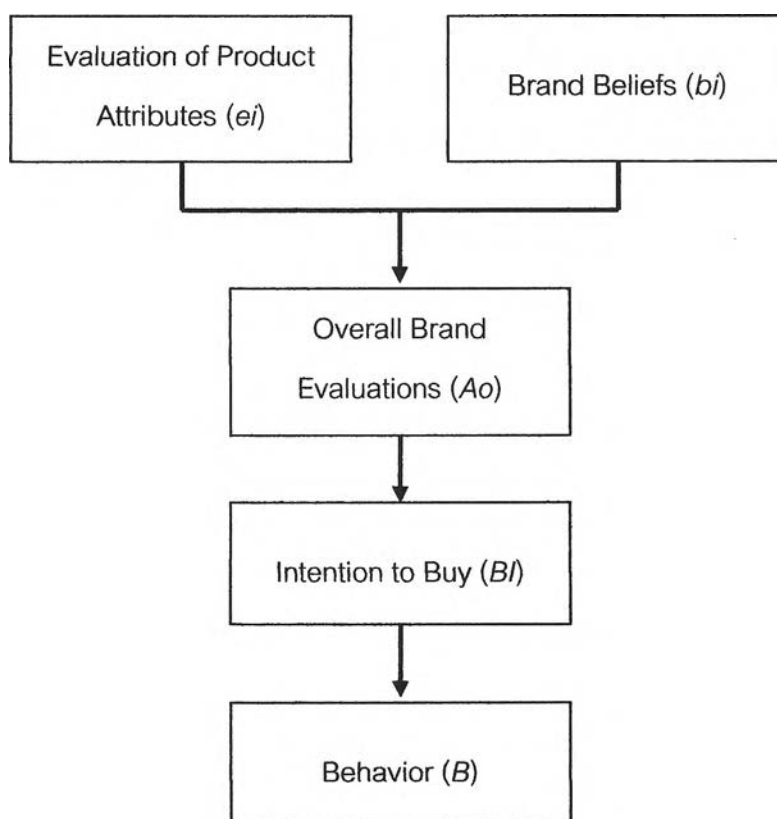 Evaluation of Product
Attributes (ei)
Brand Beliefs (bi)
Overall Brand
Evaluations (Ao)
Intention to Buy (BI)
Behavior (B)